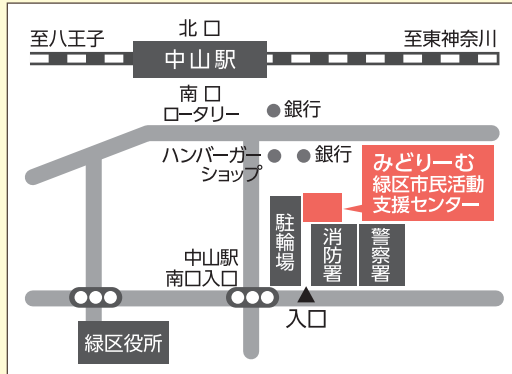 北口
至八王子
至東神奈川
中山駅
南口
ロータリー
銀行
ハンバーガー
ショップ
銀行
みどりーむ
緑区市民活動
支援センター
駐輪場
消防署
警察署
中山駅
南口入口
入口
緑区役所